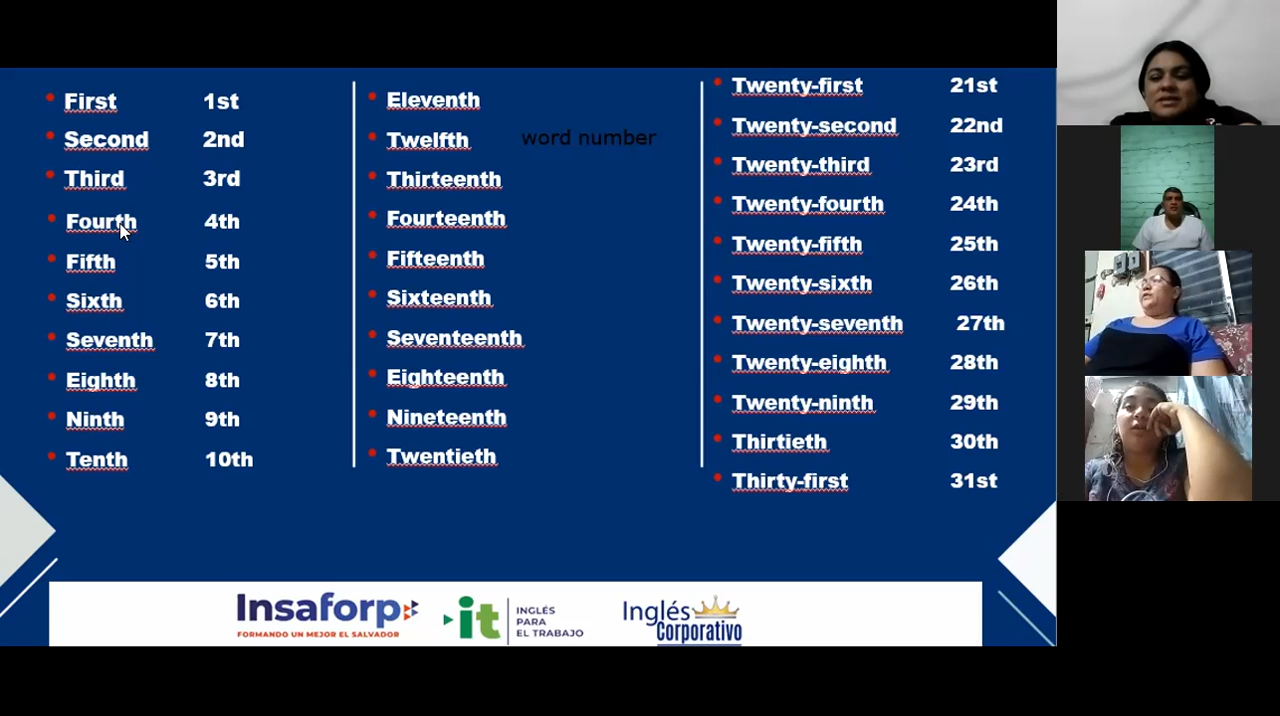 First 1st
Second 2nd
Third 3rd
Fourth 4th
Fifth 5th
Sixth 6th
Seventh 7th
Eighth 8th
Ninth 9th
Tenth 10th
Eleventh
Twelfth word number
Thirteenth
Fourteenth
Fifteenth
Sixteenth
Seventeenth
Eighteenth
Nineteenth
Twentieth
Twenty-first 21st
Twenty-second 22nd
Twenty-third 23rd
Twenty-fourth 24th
Twenty-fifth 25th
Twenty-sixth 26th
Twenty-seventh 27th
Twenty-eighth 28th
Twenty-ninth 29th
Thirtieth 30th
Thirty-first 31st
Insaforp
FORMANDO UN MEJOR EL SALVADOR
it
INGLÉS
PARA
EL TRABAJO
Inglés
Corporativo